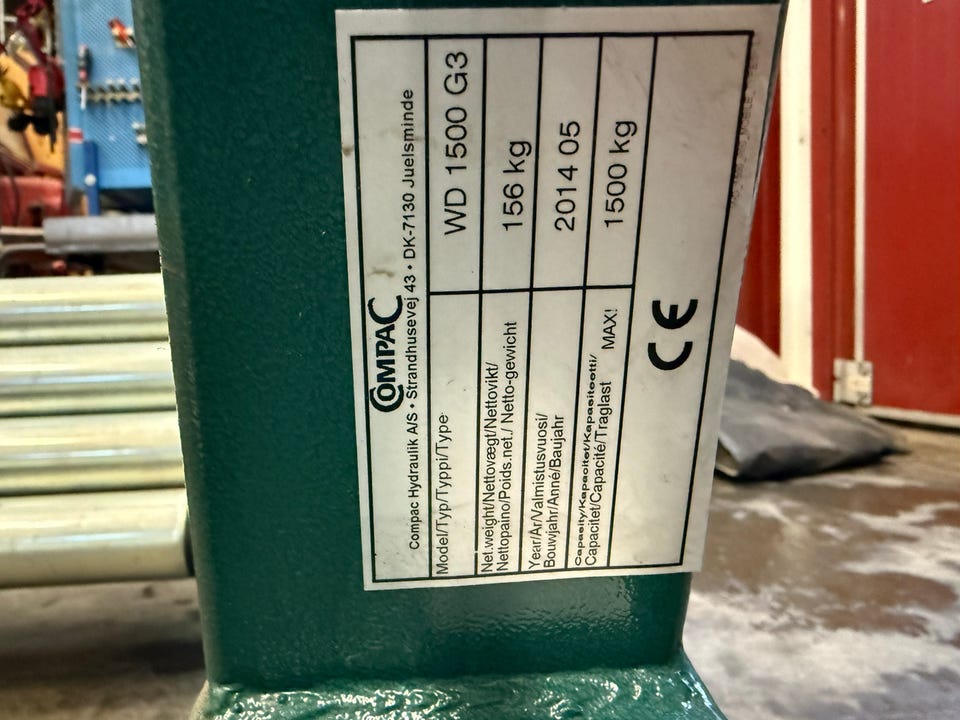 COMPAC
Compac Hydraulik A/S • Strandhusevej 43 • DK-7130 Juelsminde
Model/Typ/Typpi/Type WD 1500 G3
Net.weight/Nettovægt/Nettovikt/
Nettopaino/Poids.net./ Netto-gewicht 156 kg
Year/År/Valmistusvuosi/
Bouwjahr/Anné/Baujahr 2014 05
Capasity/Kapacitet/Kapasiteetti/
Capacitet/Capacité/Traglast MAX! 1500 kg
CE